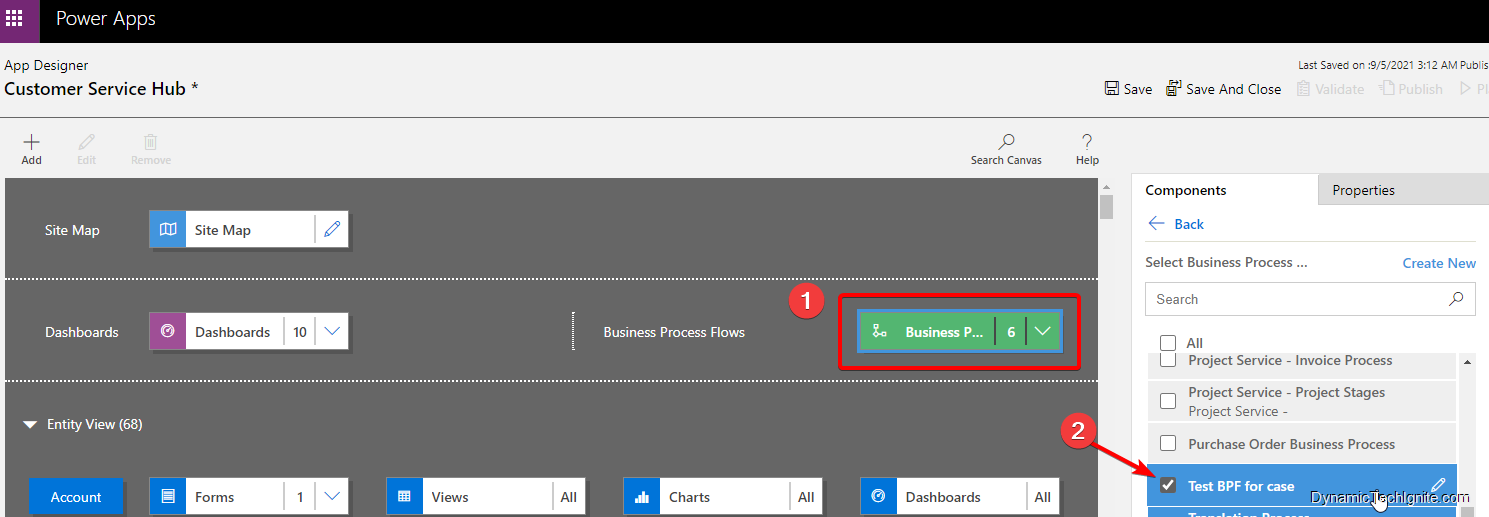 Power Apps
App Designer
Customer Service Hub *
Last Saved on :9/5/2021 3:12 AM Publis
Save
Save And Close
Validate
Publish
Pl
Add
Edit
Remove
Search Canvas
Help
Components
Properties
Back
Select Business Process ...
Create New
Search
All
Project Service - Invoice Process
Project Service - Project Stages
Project Service -
Purchase Order Business Process
Test BPF for case
Translation Process
Site Map
Site Map
Dashboards
Dashboards 10
Business Process Flows
1
Business P... 6
Entity View (68)
2
Account
Forms 1
Views All
Charts All
Dashboards All
DynamicTechIgnite.com